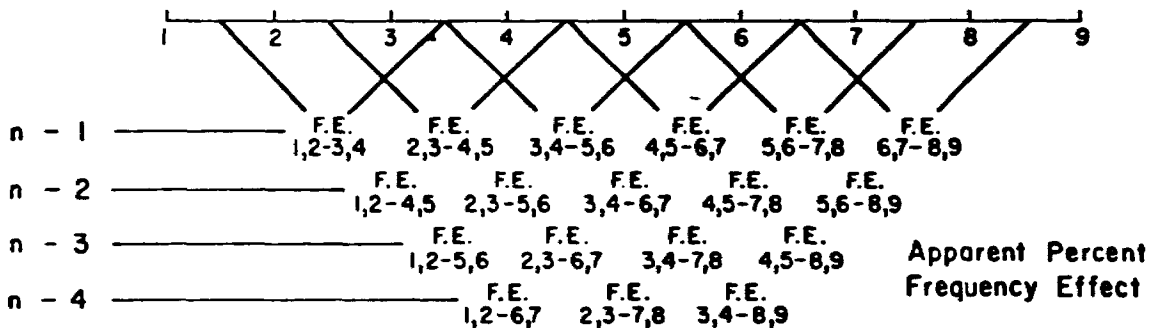 1 2 3 4 5 6 7 8 9
n - 1 F.E. F.E. F.E. F.E. F.E. F.E.
1,2-3,4 2,3-4,5 3,4-5,6 4,5-6,7 5,6-7,8 6,7-8,9
n - 2 F.E. F.E. F.E. F.E. F.E.
1,2-4,5 2,3-5,6 3,4-6,7 4,5-7,8 5,6-8,9
n - 3 F.E. F.E. F.E. F.E.
1,2-5,6 2,3-6,7 3,4-7,8 4,5-8,9
Apparent Percent
Frequency Effect
n - 4 F.E. F.E. F.E.
1,2-6,7 2,3-7,8 3,4-8,9